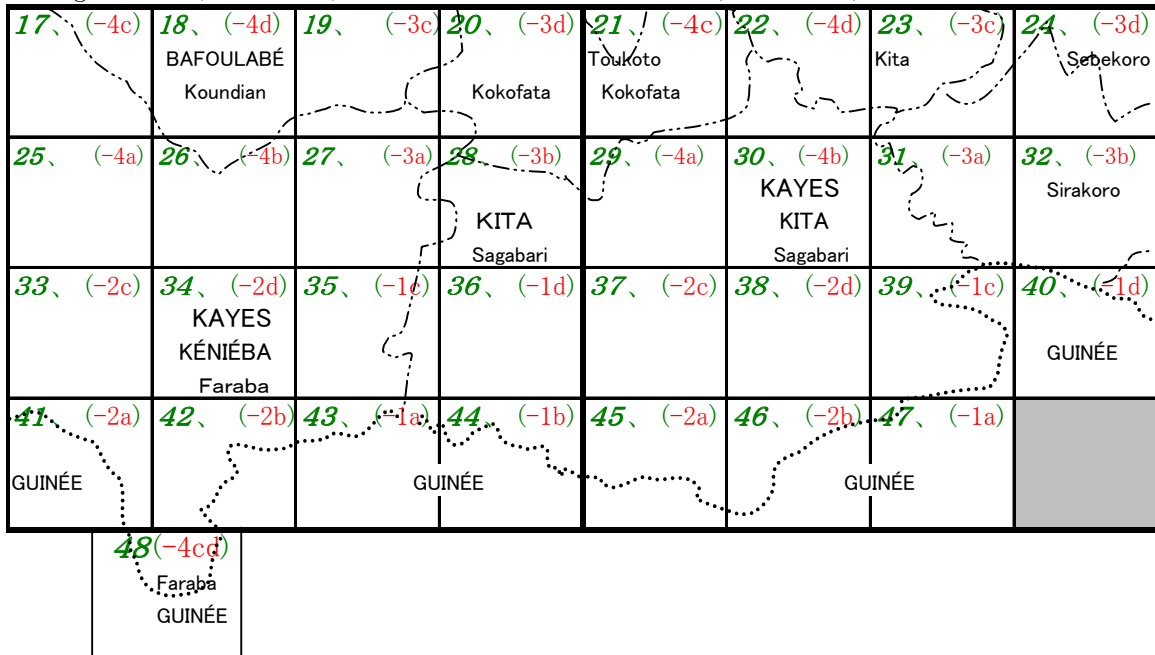 17、 (-4c) 18、 (-4d) 19、 (-3c) 20、 (-3d) 21、 (-4c) 22、 (-4d) 23、 (-3c) 24、 (-3d)
BAFOULABÉ Toukoto Kita Sebekoro
Koundian Kokofata Kokofata
25、 (-4a) 26、 (-4b) 27、 (-3a) 28、 (-3b) 29、 (-4a) 30、 (-4b) 31、 (-3a) 32、 (-3b)
KAYES Sirakoro
KITA KITA
Sagabari Sagabari
33、 (-2c) 34、 (-2d) 35、 (-1c) 36、 (-1d) 37、 (-2c) 38、 (-2d) 39、 (-1c) 40、 (-1d)
KAYES
KÉNIÉBA GUINÉE
Faraba
41、 (-2a) 42、 (-2b) 43、 (-1a) 44、 (-1b) 45、 (-2a) 46、 (-2b) 47、 (-1a)
GUINÉE GUINÉE GUINÉE
48 (-4cd)
Faraba
GUINÉE